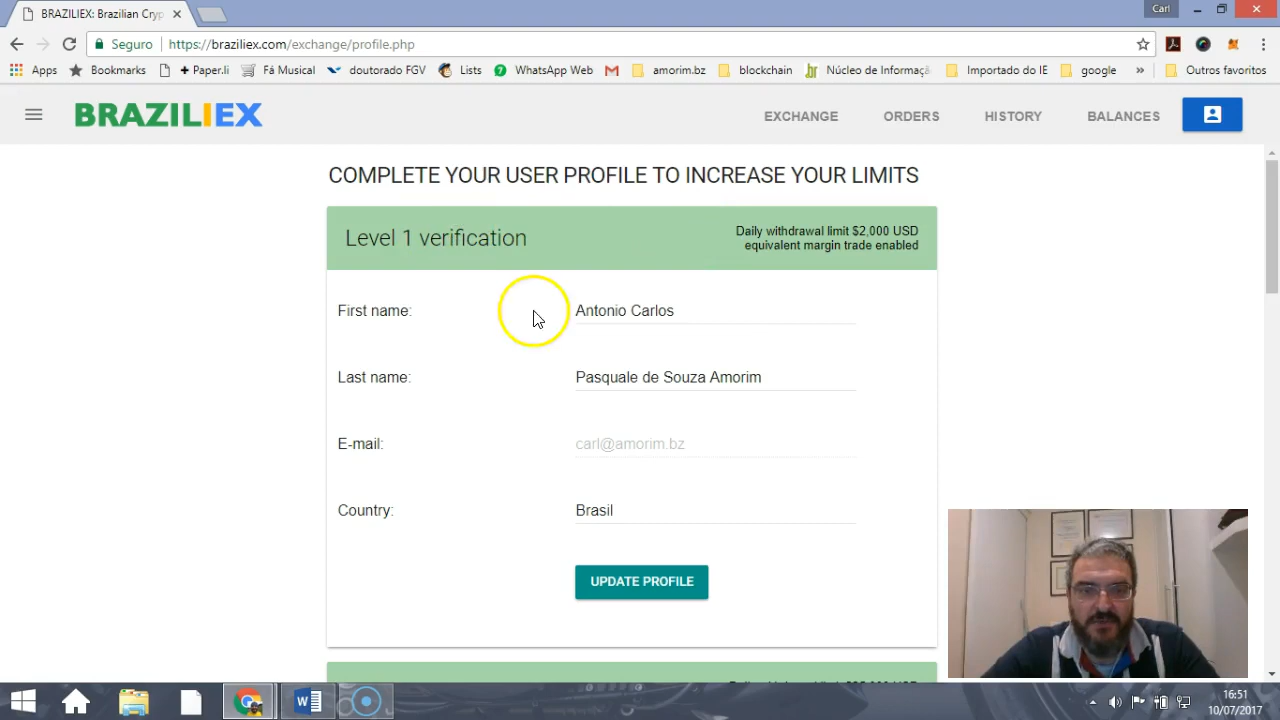 BRAZILIEX: Brazilian Cryp
Carl
Seguro
https://braziliex.com/exchange/profile.php
Apps
Bookmarks
+ Paper.li
Fá Musical
doutorado FGV
Lists
WhatsApp Web
amorim.bz
blockchain
Núcleo de Informaç
Importado do IE
google
»
Outros favoritos
BRAZILIEX
EXCHANGE
ORDERS
HISTORY
BALANCES
COMPLETE YOUR USER PROFILE TO INCREASE YOUR LIMITS
Level 1 verification
Daily withdrawal limit $2,000 USD
equivalent margin trade enabled
First name:
Antonio Carlos
Last name:
Pasquale de Souza Amorim
E-mail:
carl@amorim.bz
Country:
Brasil
UPDATE PROFILE
16:51
10/07/2017